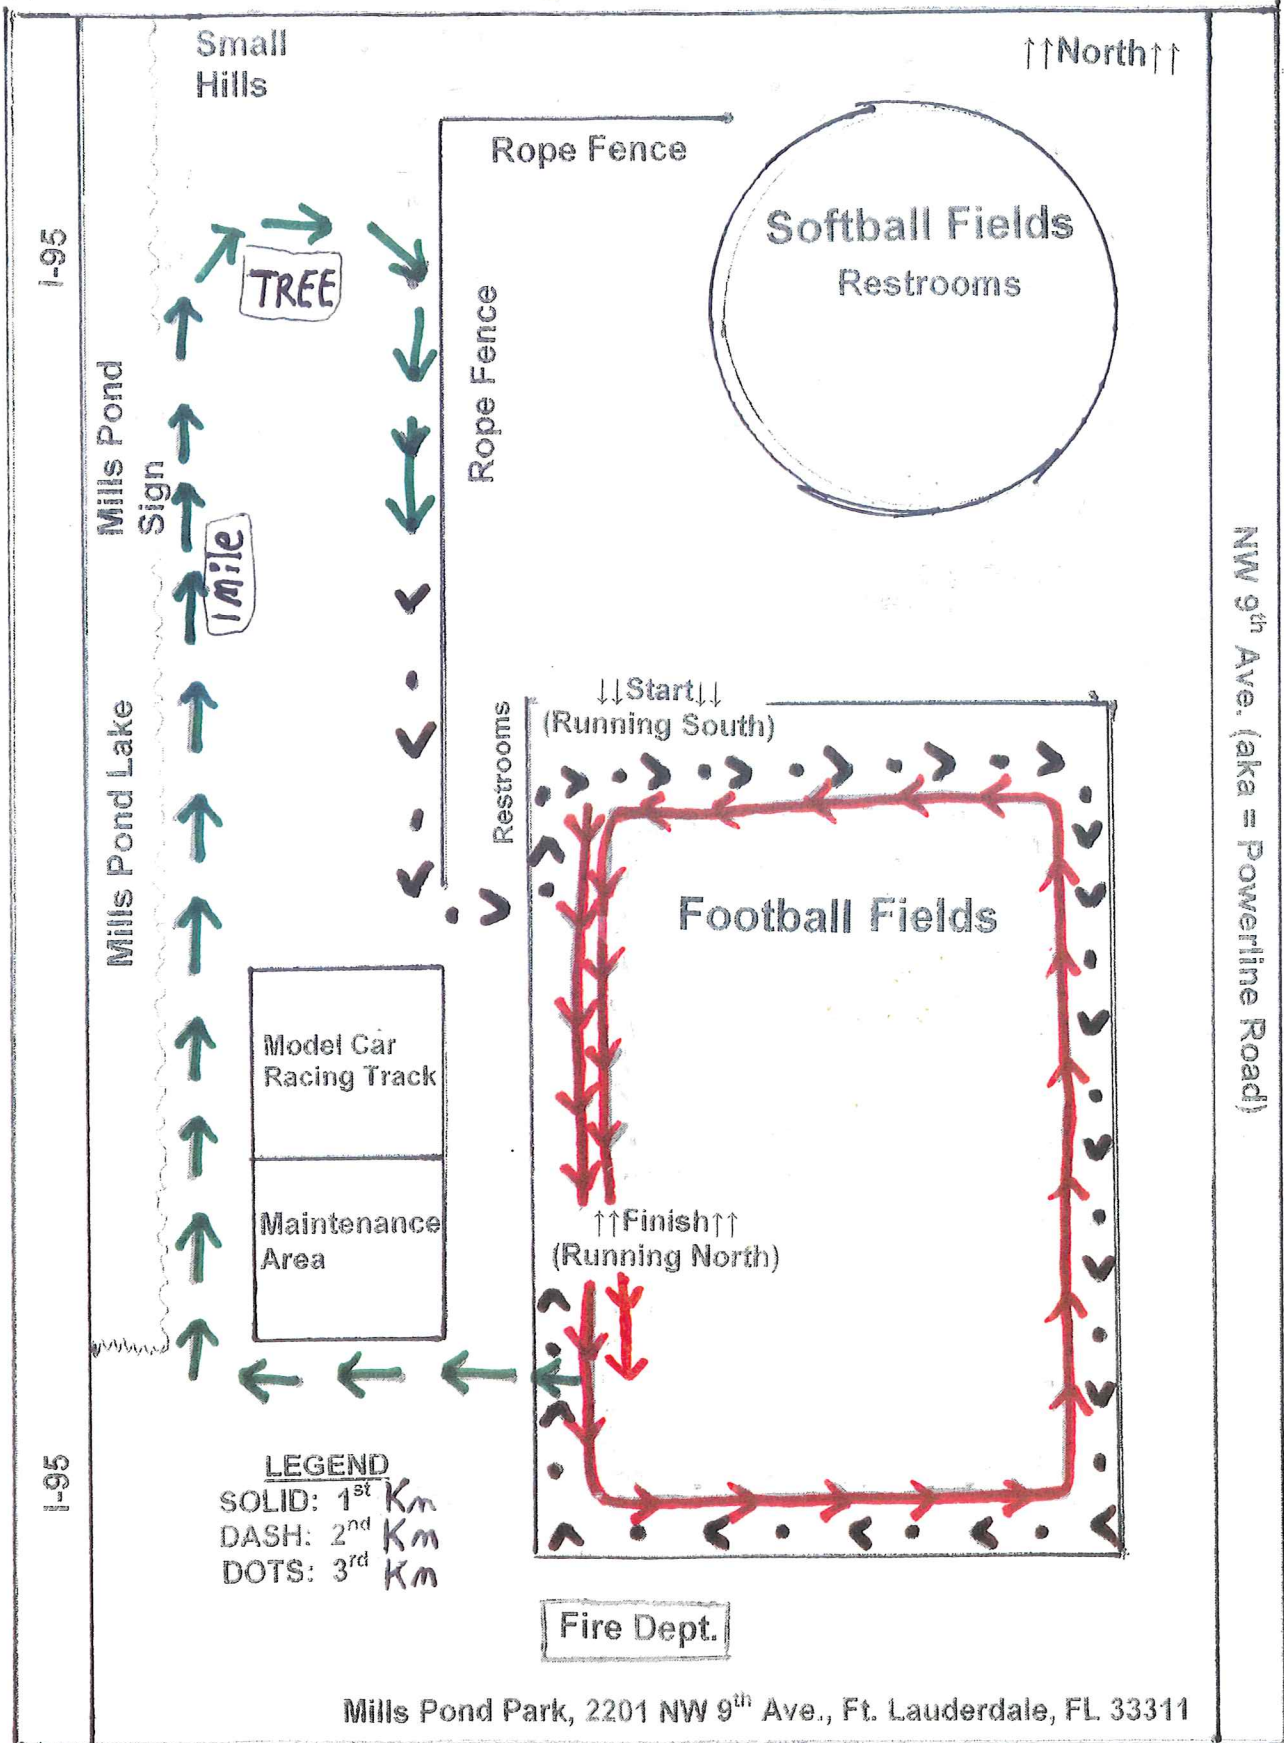 Small
Hills
↑↑North↑↑
Rope Fence
I-95
TREE
Softball Fields
Restrooms
Rope Fence
Mills Pond
Sign
1 Mile
NW 9th Ave. (aka = Powerline Road)
Mills Pond Lake
Restrooms
↓↓Start↓↓
(Running South)
Football Fields
Model Car
Racing Track
Maintenance
Area
↑↑Finish↑↑
(Running North)
I-95
LEGEND
SOLID: 1st Km
DASH: 2nd Km
DOTS: 3rd Km
Fire Dept.
Mills Pond Park, 2201 NW 9th Ave., Ft. Lauderdale, FL 33311